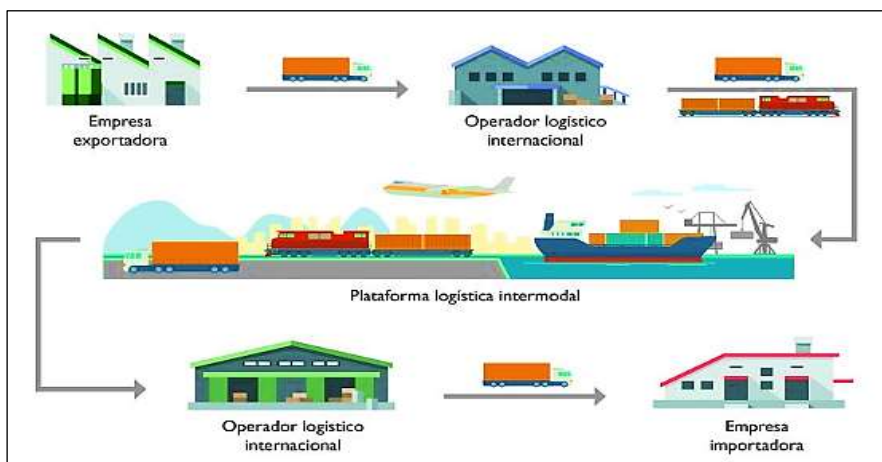 Empresa
exportadora
Operador logístico
internacional
Plataforma logística intermodal
Operador logístico
internacional
Empresa
importadora